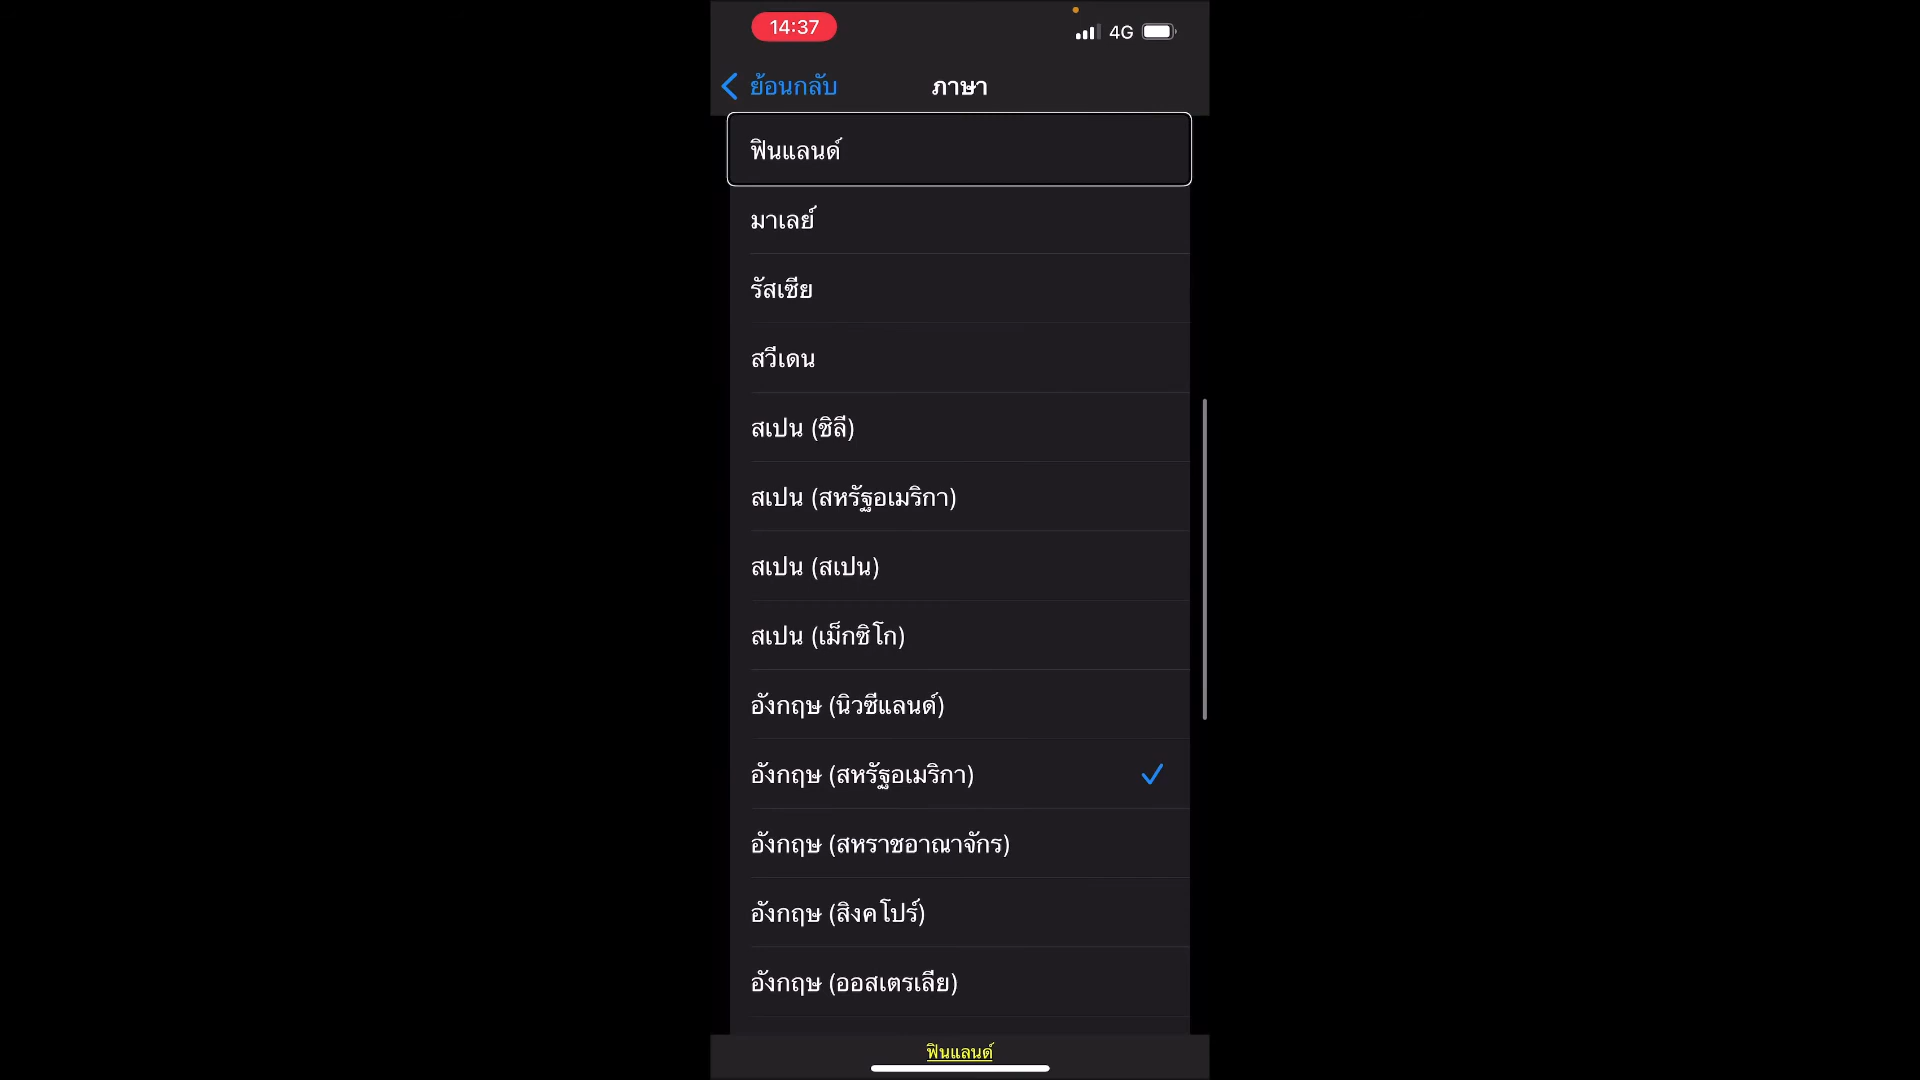 14:37
4G
ย้อนกลับ
ภาษา
ฟินแลนด์
มาเลย์
รัสเซีย
สวีเดน
สเปน (ชิลี)
สเปน (สหรัฐอเมริกา)
สเปน (สเปน)
สเปน (เม็กซิโก)
อังกฤษ (นิวซีแลนด์)
อังกฤษ (สหรัฐอเมริกา)
อังกฤษ (สหราชอาณาจักร)
อังกฤษ (สิงคโปร์)
อังกฤษ (ออสเตรเลีย)
ฟินแลนด์